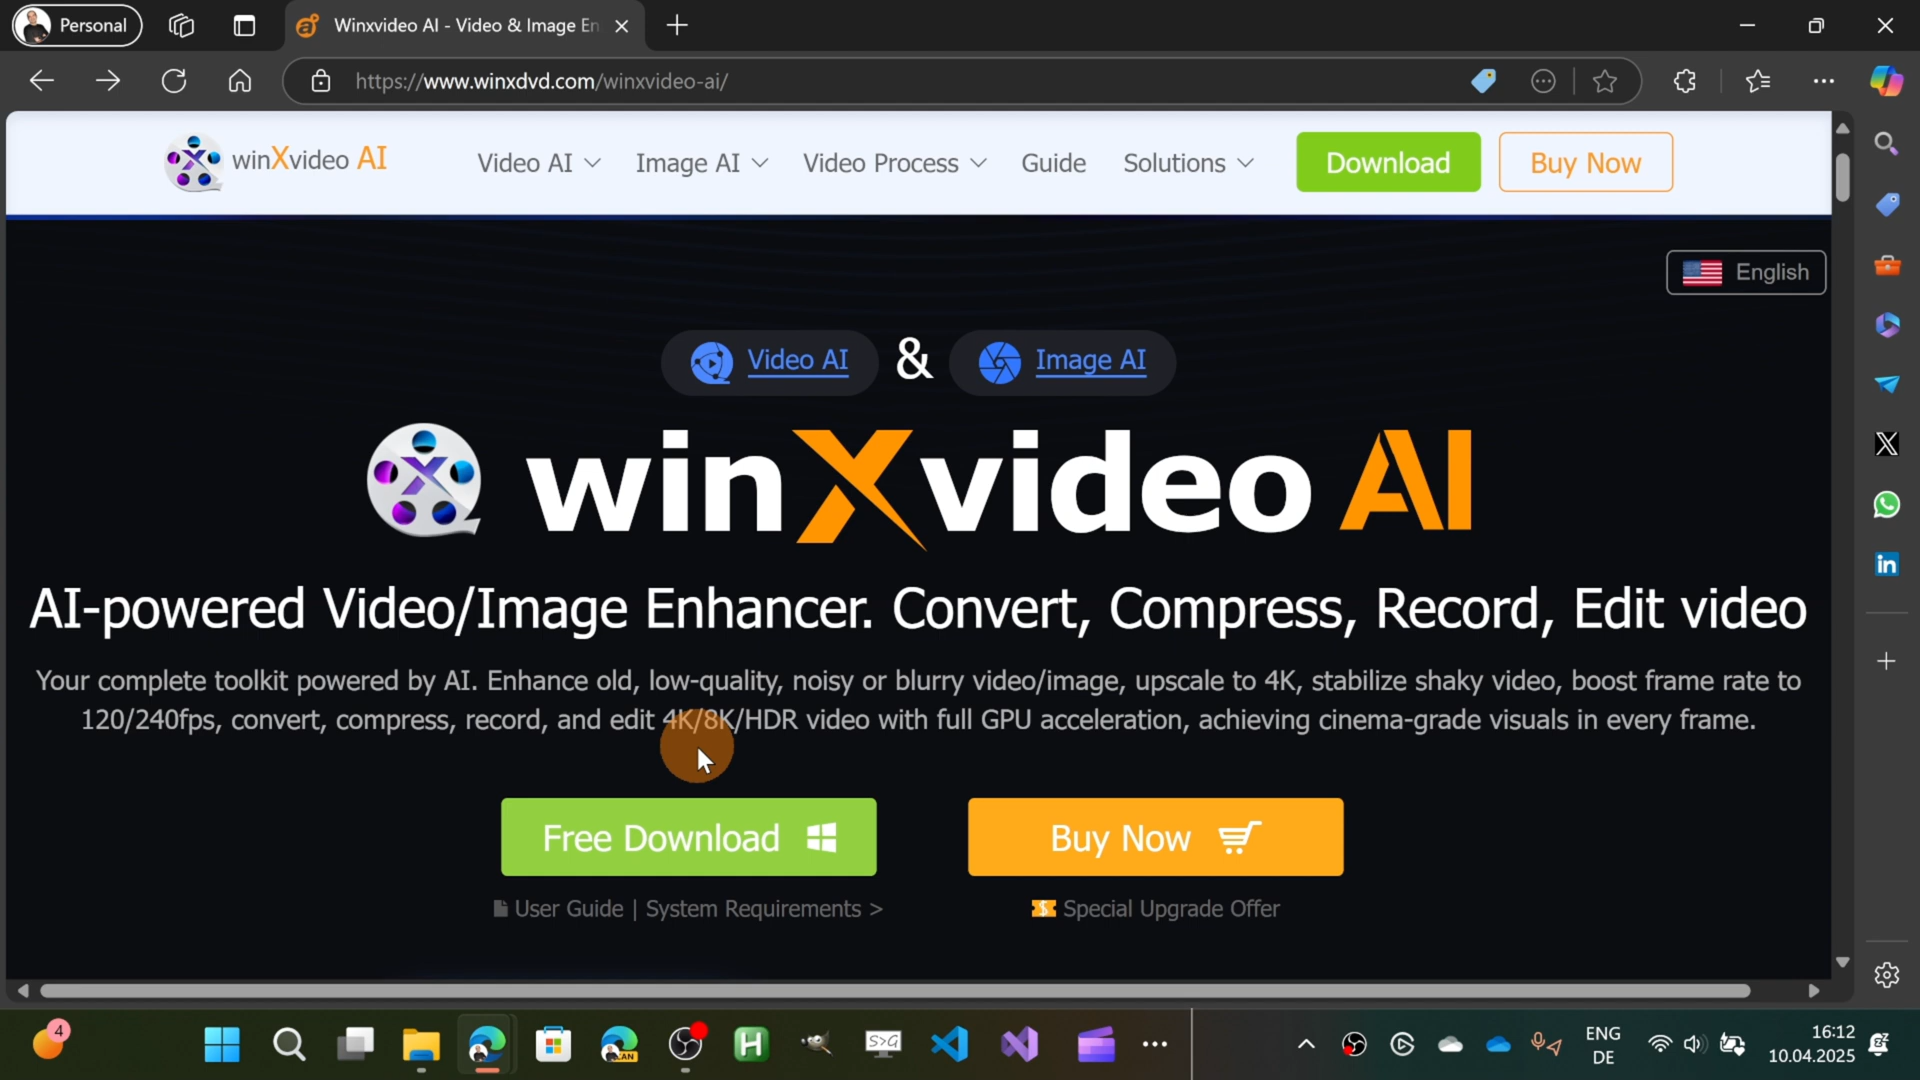 Personal
Winxvideo AI - Video & Image En
https://www.winxdvd.com/winxvideo-ai/
winXvideo AI
Video AI
Image AI
Video Process
Guide
Solutions
Download
Buy Now
English
Video AI
&
Image AI
winXvideo AI
AI-powered Video/Image Enhancer. Convert, Compress, Record, Edit video
Your complete toolkit powered by AI. Enhance old, low-quality, noisy or blurry video/image, upscale to 4K, stabilize shaky video, boost frame rate to
120/240fps, convert, compress, record, and edit 4K/8K/HDR video with full GPU acceleration, achieving cinema-grade visuals in every frame.
Free Download
Buy Now
User Guide | System Requirements >
Special Upgrade Offer
4
CAN
H
S>G
ENG
DE
16:12
10.04.2025